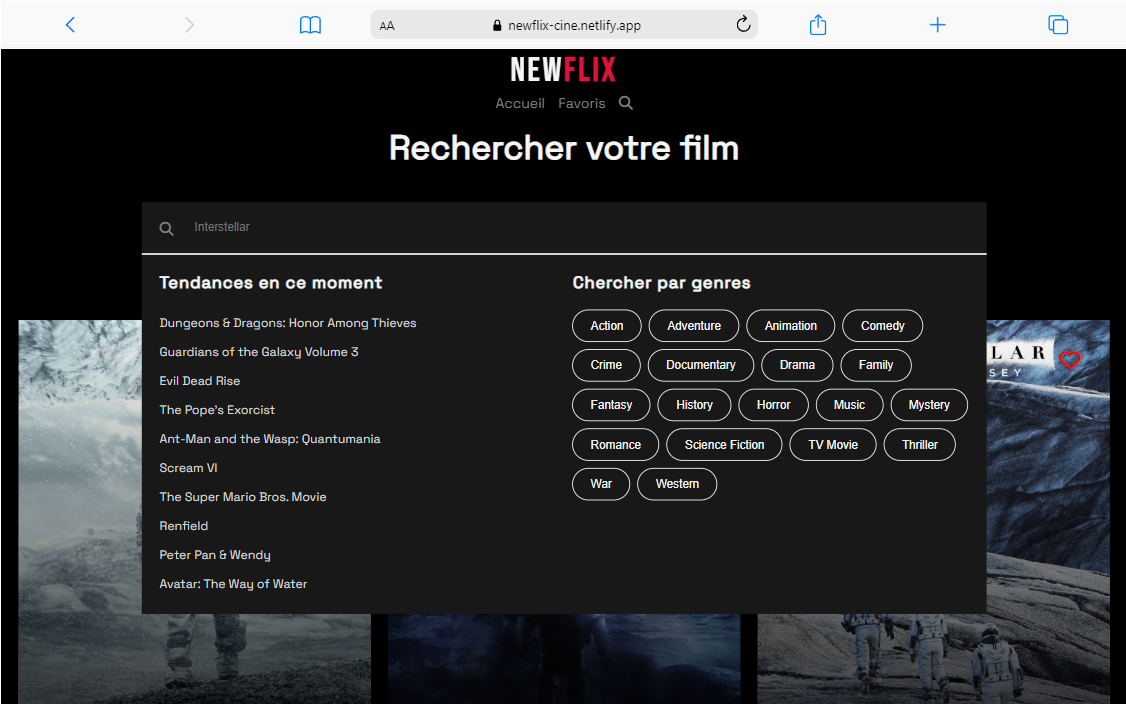 AA newflix-cine.netlify.app
NEWFLIX
Accueil Favoris
Rechercher votre film
Interstellar
Tendances en ce moment
Dungeons & Dragons: Honor Among Thieves
Guardians of the Galaxy Volume 3
Evil Dead Rise
The Pope's Exorcist
Ant-Man and the Wasp: Quantumania
Scream VI
The Super Mario Bros. Movie
Renfield
Peter Pan & Wendy
Avatar: The Way of Water
Chercher par genres
Action Adventure Animation Comedy
Crime Documentary Drama Family
Fantasy History Horror Music Mystery
Romance Science Fiction TV Movie Thriller
War Western
LAR
SEY